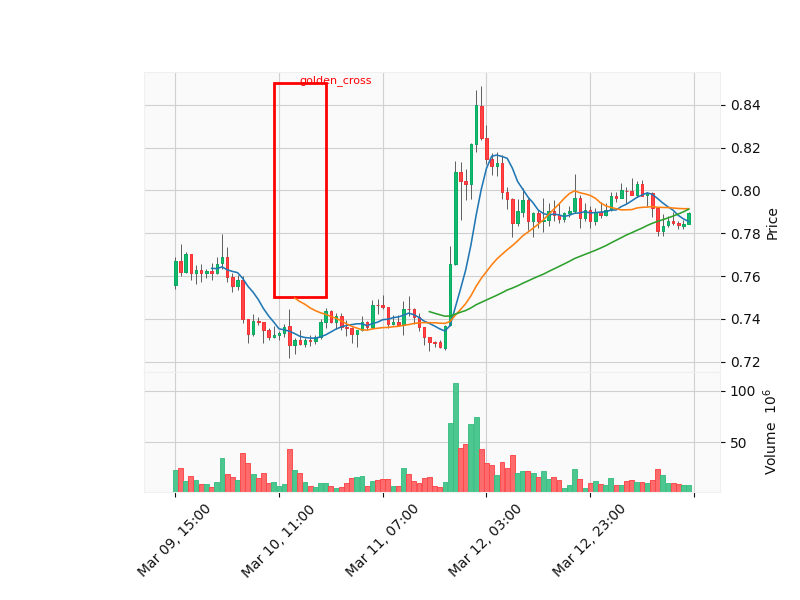 golden_cross
0.84
0.82
0.80
0.78
0.76
0.74
0.72
Price
100
50
Volume 10^6
Mar 09, 15:00
Mar 10, 11:00
Mar 11, 07:00
Mar 12, 03:00
Mar 12, 23:00